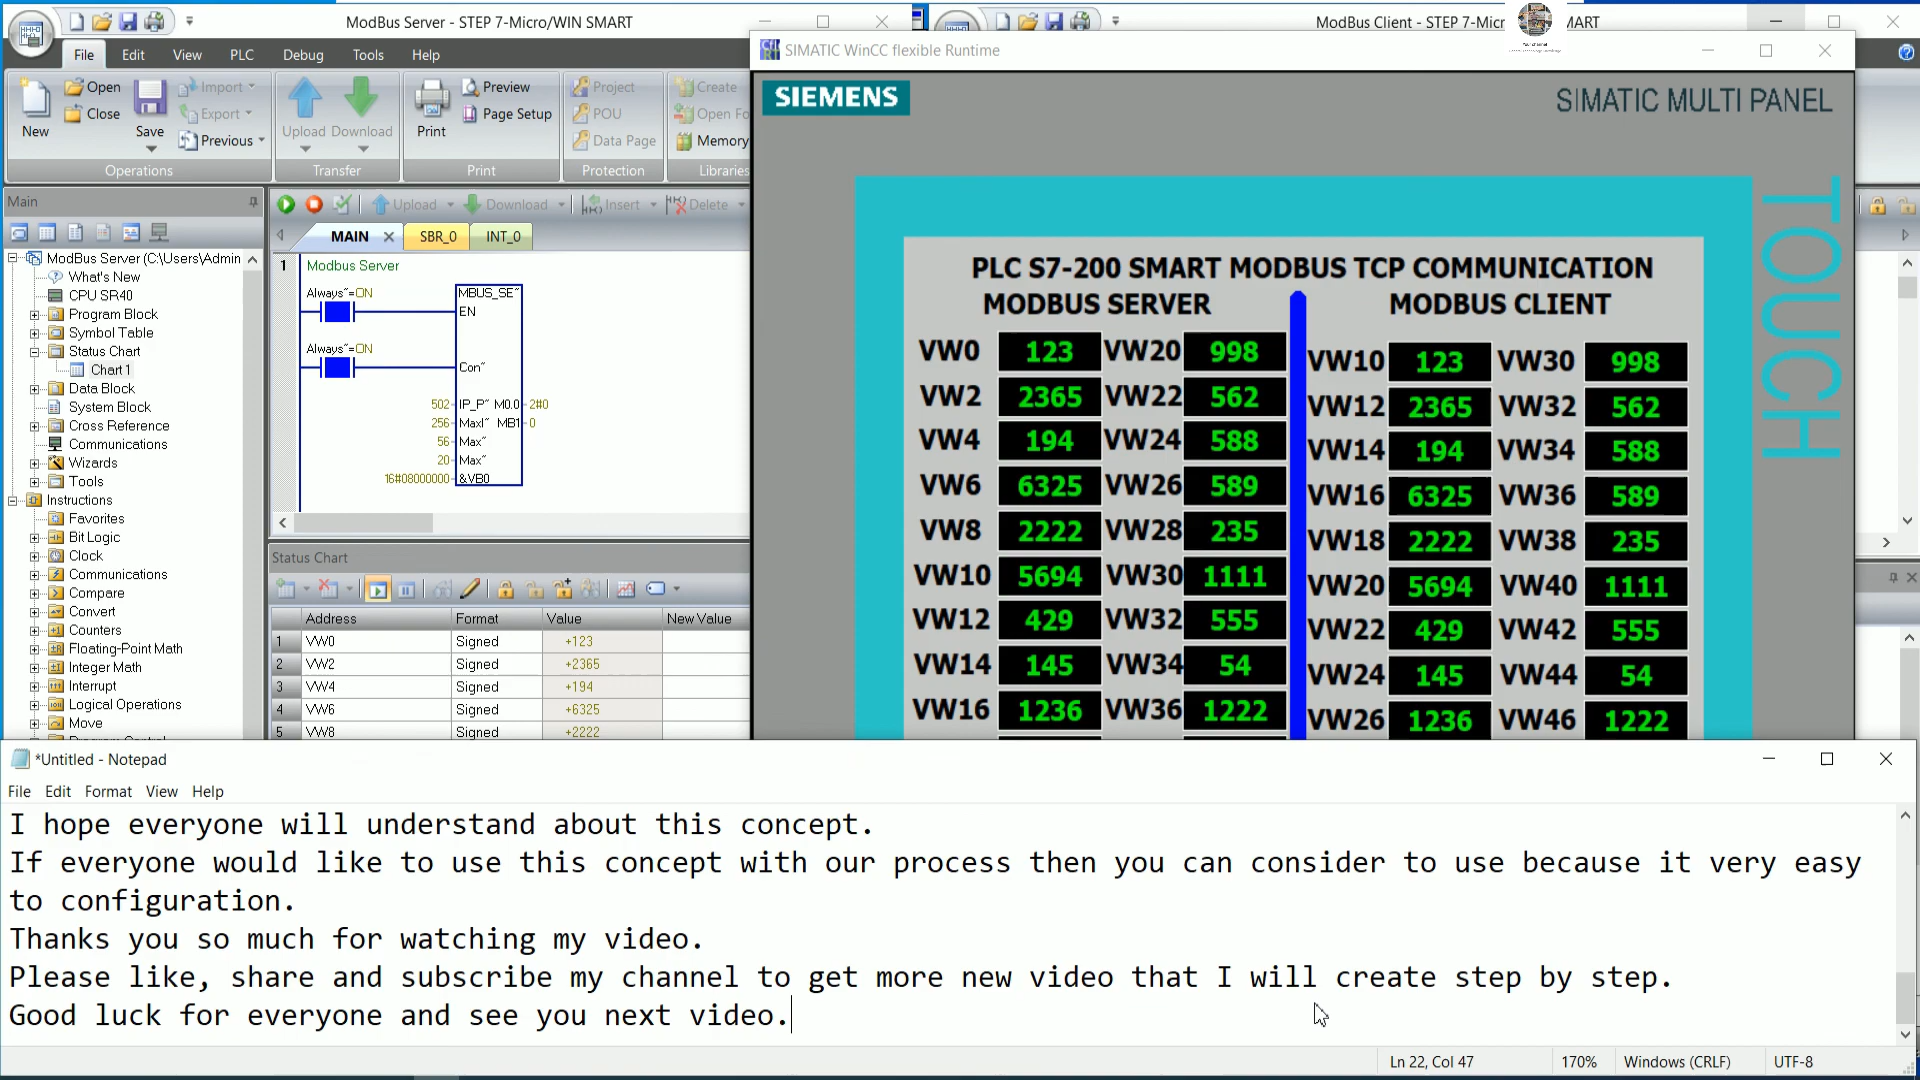 ModBus Server - STEP 7-Micro/WIN SMART
ModBus Client - STEP 7-Micr
MART
File Edit View PLC Debug Tools Help
New
Open
Close
Save
Import
Export
Previous
Upload Download
Print
Preview
Page Setup
Project
POU
Data Page
Create
Open Fo
Memory
Operations
Transfer
Print
Protection
Libraries
Main
ModBus Server (C:\Users\Admin
What's New
CPU SR40
Program Block
Symbol Table
Status Chart
Chart 1
Data Block
System Block
Cross Reference
Communications
Wizards
Tools
Instructions
Favorites
Bit Logic
Clock
Communications
Compare
Convert
Counters
Floating-Point Math
Integer Math
Interrupt
Logical Operations
Move
Upload Download Insert Delete
MAIN SBR_0 INT_0
1 Modbus Server
Always~=ON
MBUS_SE~
EN
Always~=ON
Con~
502 IP_P~ M0.0 2#0
256 MaxI~ MB1 0
56 Max~
20 Max~
16#08000000 &VB0
Status Chart
Address Format Value New Value
1 VW0 Signed +123
2 VW2 Signed +2365
3 VW4 Signed +194
4 VW6 Signed +6325
5 VW8 Signed +2222
SIMATIC WinCC flexible Runtime
SIEMENS
SIMATIC MULTI PANEL
TOUCH
PLC S7-200 SMART MODBUS TCP COMMUNICATION
MODBUS SERVER MODBUS CLIENT
VW0 123 VW20 998 VW10 123 VW30 998
VW2 2365 VW22 562 VW12 2365 VW32 562
VW4 194 VW24 588 VW14 194 VW34 588
VW6 6325 VW26 589 VW16 6325 VW36 589
VW8 2222 VW28 235 VW18 2222 VW38 235
VW10 5694 VW30 1111 VW20 5694 VW40 1111
VW12 429 VW32 555 VW22 429 VW42 555
VW14 145 VW34 54 VW24 145 VW44 54
VW16 1236 VW36 1222 VW26 1236 VW46 1222
*Untitled - Notepad
File Edit Format View Help
I hope everyone will understand about this concept.
If everyone would like to use this concept with our process then you can consider to use because it very easy
to configuration.
Thanks you so much for watching my video.
Please like, share and subscribe my channel to get more new video that I will create step by step.
Good luck for everyone and see you next video.
Ln 22, Col 47 170% Windows (CRLF) UTF-8